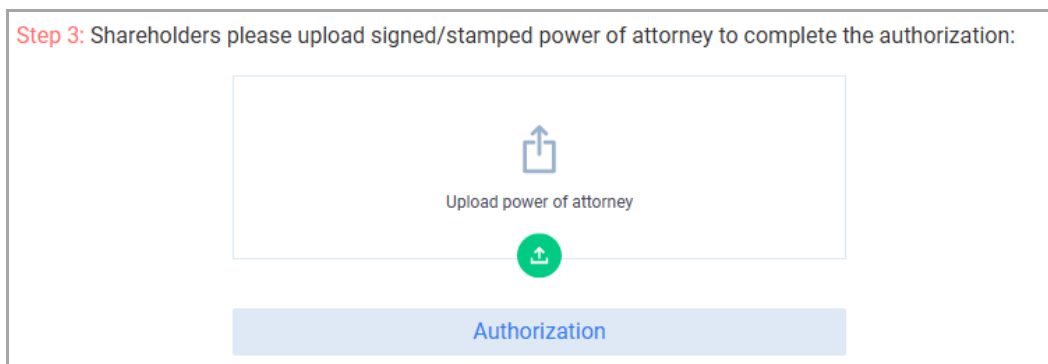 Step 3: Shareholders please upload signed/stamped power of attorney to complete the authorization:
Upload power of attorney
Authorization